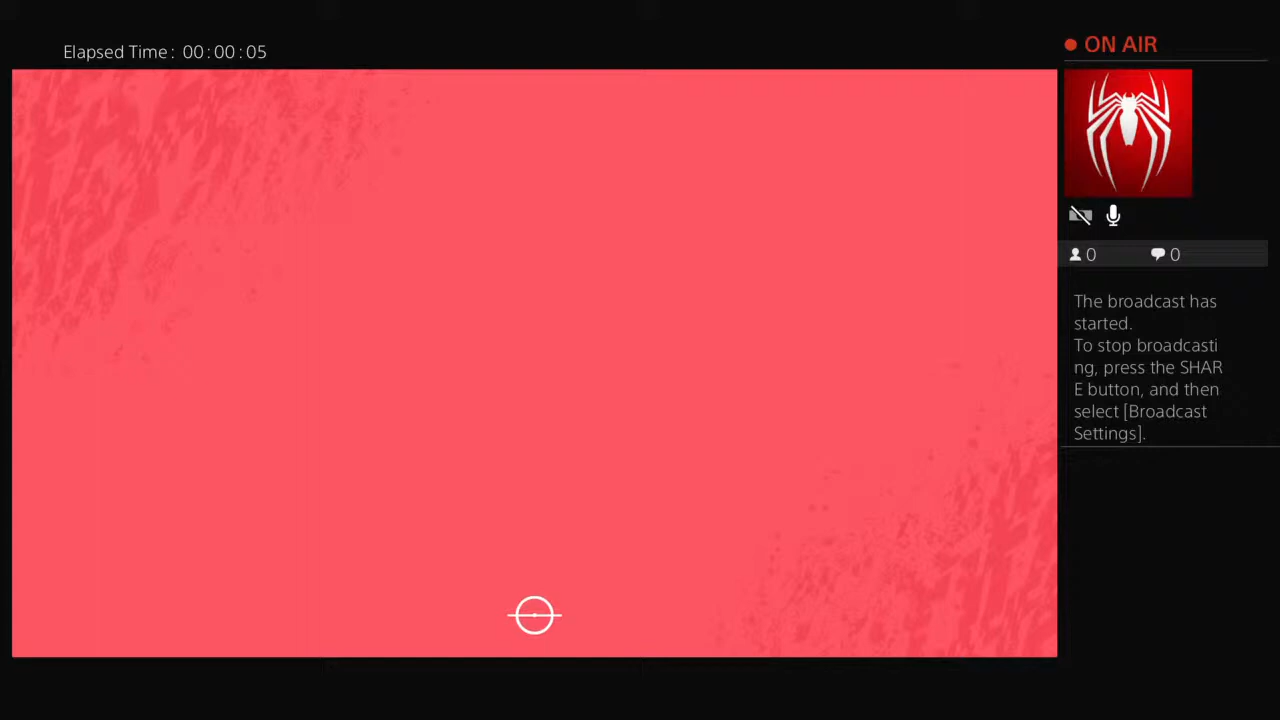 Elapsed Time: 00:00:05
ON AIR
0
0
The broadcast has
started.
To stop broadcasti
ng, press the SHAR
E button, and then
select [Broadcast
Settings].